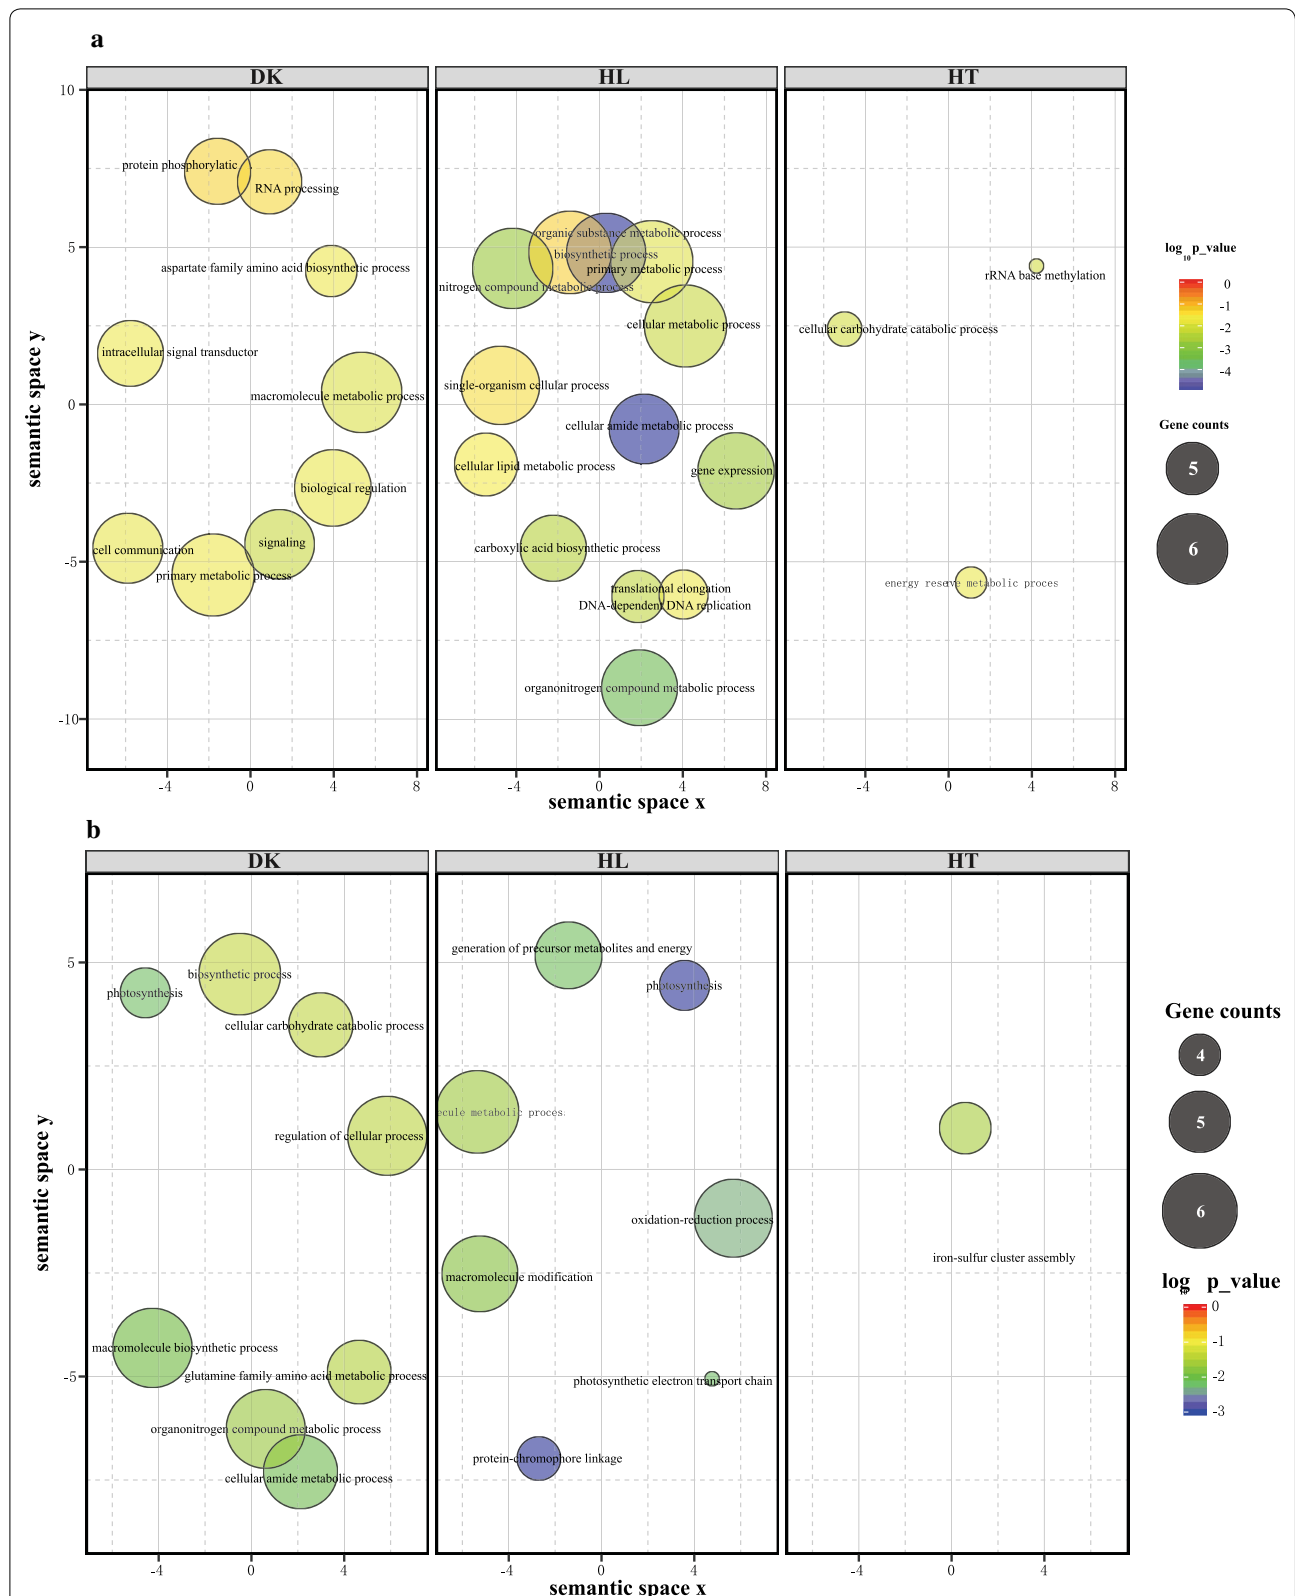 a
DK
HL
HT
10
5
0
-5
-10
semantic space y
protein phosphorylatic
RNA processing
aspartate family amino acid biosynthetic process
intracellular signal transductor
macromolecule metabolic process
biological regulation
signaling
cell communication
primary metabolic process
organic substance metabolic process
biosynthetic process
primary metabolic process
nitrogen compound metabolic process
cellular metabolic process
single-organism cellular process
cellular amide metabolic process
cellular lipid metabolic process
gene expression
carboxylic acid biosynthetic process
translational elongation
DNA-dependent DNA replication
organonitrogen compound metabolic process
rRNA base methylation
cellular carbohydrate catabolic process
energy reserve metabolic proces
-4 0 4 8
-4 0 4 8
-4 0 4 8
semantic space x
log10 p_value
0
-1
-2
-3
-4
Gene counts
5
6
b
DK
HL
HT
5
0
-5
semantic space y
biosynthetic process
photosynthesis
cellular carbohydrate catabolic process
regulation of cellular process
macromolecule biosynthetic process
glutamine family amino acid metabolic process
organonitrogen compound metabolic process
cellular amide metabolic process
generation of precursor metabolites and energy
photosynthesis
ecule metabolic proces
oxidation-reduction process
macromolecule modification
photosynthetic electron transport chain
protein-chromophore linkage
iron-sulfur cluster assembly
-4 0 4
-4 0 4
-4 0 4
semantic space x
Gene counts
4
5
6
log p_value
0
-1
-2
-3